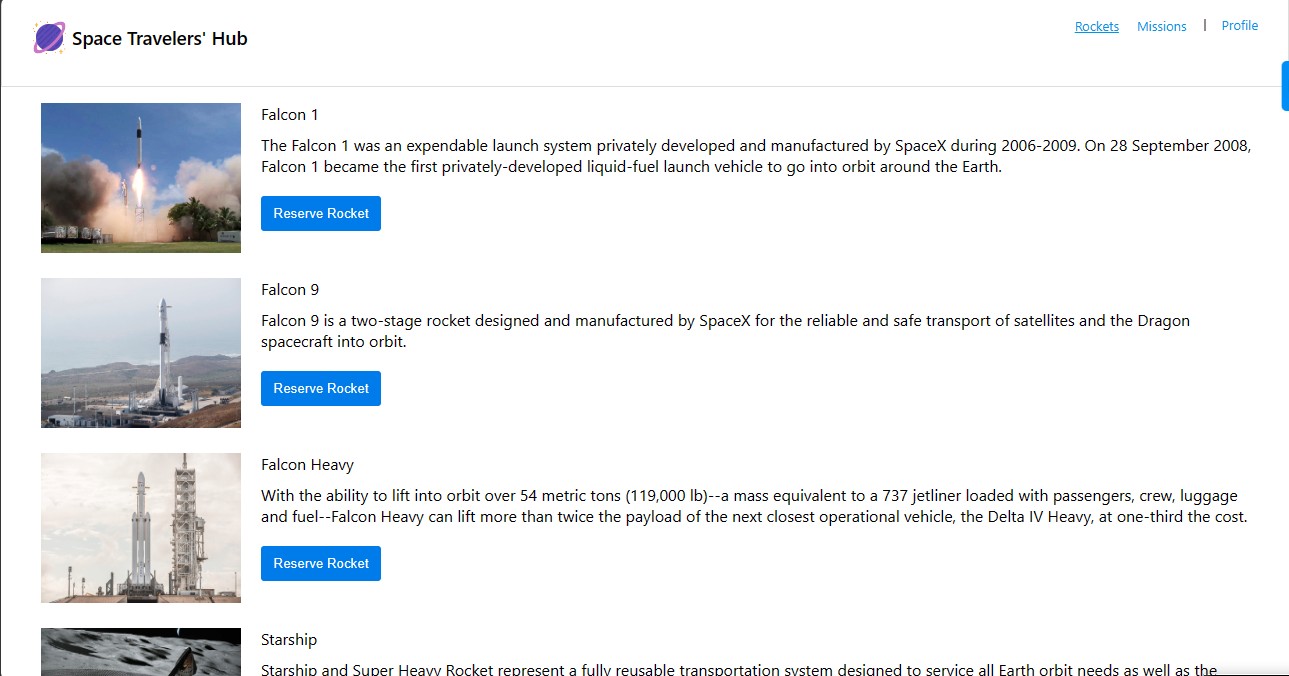 Space Travelers' Hub
Rockets Missions | Profile
Falcon 1
The Falcon 1 was an expendable launch system privately developed and manufactured by SpaceX during 2006-2009. On 28 September 2008,
Falcon 1 became the first privately-developed liquid-fuel launch vehicle to go into orbit around the Earth.
Reserve Rocket
Falcon 9
Falcon 9 is a two-stage rocket designed and manufactured by SpaceX for the reliable and safe transport of satellites and the Dragon
spacecraft into orbit.
Reserve Rocket
Falcon Heavy
With the ability to lift into orbit over 54 metric tons (119,000 lb)--a mass equivalent to a 737 jetliner loaded with passengers, crew, luggage
and fuel--Falcon Heavy can lift more than twice the payload of the next closest operational vehicle, the Delta IV Heavy, at one-third the cost.
Reserve Rocket
Starship
Starship and Super Heavy Rocket represent a fully reusable transportation system designed to service all Earth orbit needs as well as the